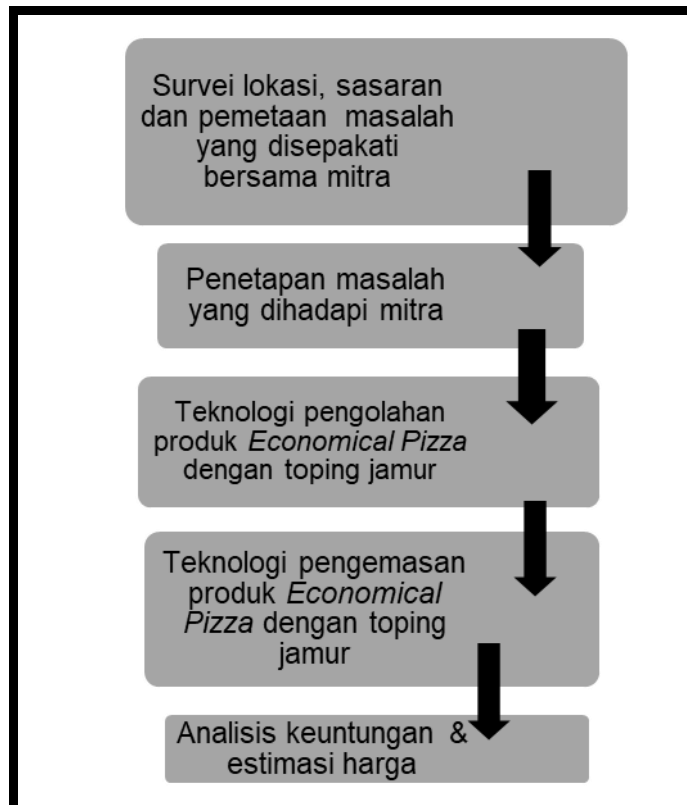 Survei lokasi, sasaran
dan pemetaan masalah
yang disepakati
bersama mitra
Penetapan masalah
yang dihadapi mitra
Teknologi pengolahan
produk Economical Pizza
dengan toping jamur
Teknologi pengemasan
produk Economical
Pizza dengan toping
jamur
Analisis keuntungan &
estimasi harga